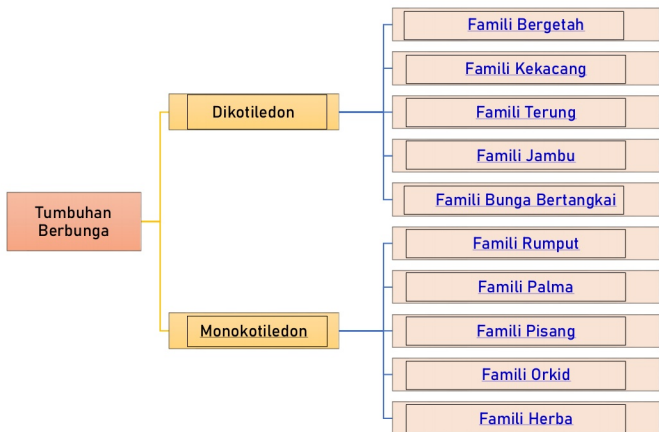 Tumbuhan
Berbunga
Dikotiledon
Famili Bergetah
Famili Kekacang
Famili Terung
Famili Jambu
Famili Bunga Bertangkai
Monokotiledon
Famili Rumput
Famili Palma
Famili Pisang
Famili Orkid
Famili Herba